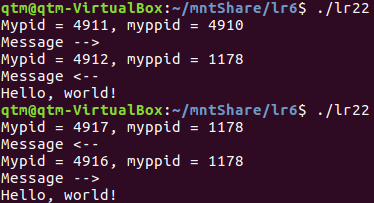 qtm@qtm-VirtualBox:~/mntShare/lr6$ ./lr22
Mypid = 4911, myppid = 4910
Message -->
Mypid = 4912, myppid = 1178
Message <--
Hello, world!
qtm@qtm-VirtualBox:~/mntShare/lr6$ ./lr22
Mypid = 4917, myppid = 1178
Message <--
Mypid = 4916, myppid = 1178
Message -->
Hello, world!